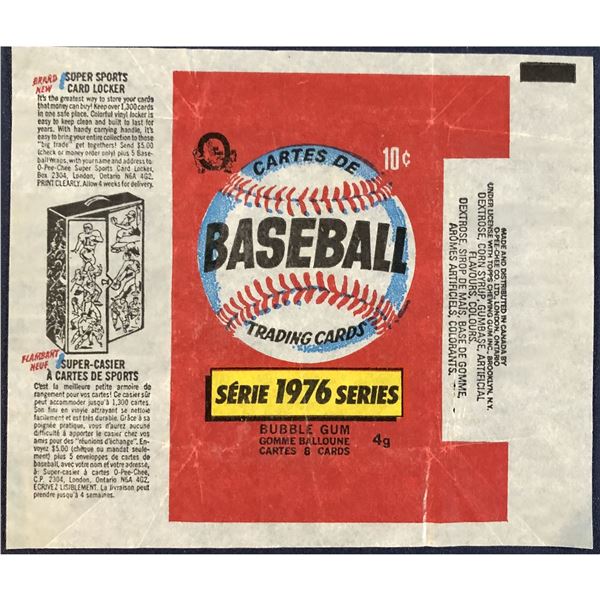 BRAND
NEW
SUPER SPORTS
CARD LOCKER
It's the greatest way to store your cards
that money can buy! Keep over 1,300 cards
in one safe place. Colorful vinyl locker is
easy to keep clean and built to last for
years. With handy carrying handle, it's
easy to bring your entire collection to those
"big trade" get togethers! Send $5.00
(check or money order only) plus 5 Base-
ball Wraps, with your name and address to:
O-Pee-Chee Super Sports Card Locker,
Box 2304, London, Ontario N6A 4G2.
PRINT CLEARLY. Allow 4 weeks for delivery.
FLAMBANT
NEUF
SUPER-CASIER
À CARTES DE SPORTS
C'est la meilleure petite armoire de
rangement pour vos cartes! Ce casier sûr
peut accommoder jusqu'à 1,300 cartes.
Son fini en vinyle attrayant se nettoie
facilement et est très durable. Grâce à sa
poignée pratique, vous n'aurez aucune
difficulté à apporter le casier chez vos
amis pour des "réunions d'échange". En-
voyez $5.00 (chèque ou mandat seule-
ment) plus 5 enveloppes de cartes de
baseball, avec votre nom et votre adresse,
à: Super-casier à cartes O-Pee-Chee,
C.P. 2304, London, Ontario N6A 4G2.
ECRIVEZ LISIBLEMENT. La livraison peut
prendre jusqu'à 4 semaines.
10¢
CARTES DE
BASEBALL
TRADING CARDS
SÉRIE 1976 SERIES
BUBBLE GUM
GOMME BALLOUNE
CARTES 8 CARDS
4g
MADE AND DISTRIBUTED IN CANADA BY
O-PEE-CHEE CO. LTD., LONDON, ONTARIO
UNDER LICENSE WITH TOPPS CHEWING GUM INC., BROOKLYN, N.Y.
DEXTROSE, CORN SYRUP, GUMBASE, ARTIFICIAL
FLAVOURS, COLOURS.
DEXTROSE, SIROP DE MAIS, BASE DE GOMME,
ARÔMES ARTIFICIELS, COLORANTS.